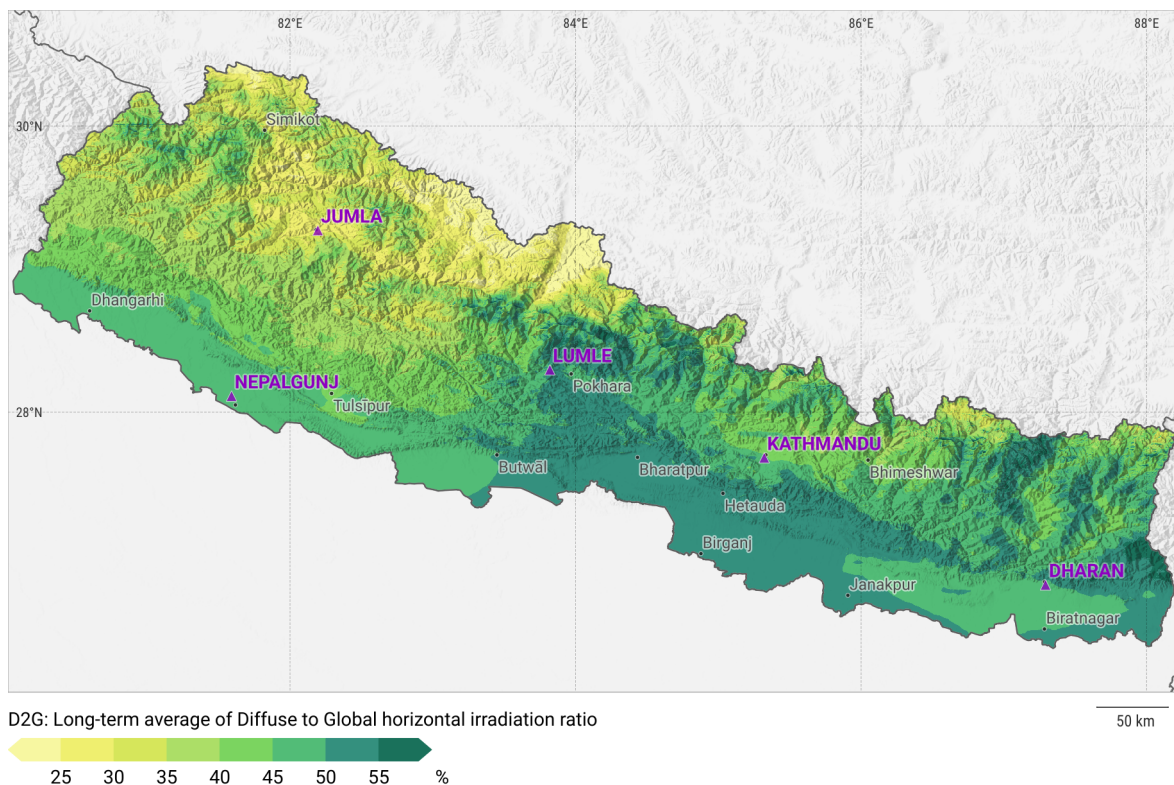 82°E
84°E
86°E
88°E
30°N
Simikot
JUMLA
Dhangarhi
LUMLE
Pokhara
NEPALGUNJ
Tulsīpur
28°N
KATHMANDU
Bhimeshwar
Butwāl
Bharatpur
Hetauda
Birganj
DHARAN
Janakpur
Biratnagar
D2G: Long-term average of Diffuse to Global horizontal irradiation ratio
50 km
25 30 35 40 45 50 55 %